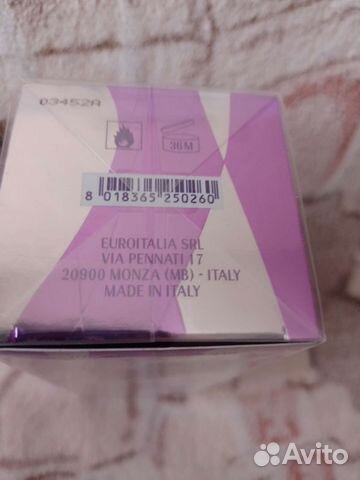 03452A
36M
8 018365 250260
EUROITALIA SRL
VIA PENNATI 17
20900 MONZA (MB) - ITALY
MADE IN ITALY
Avito